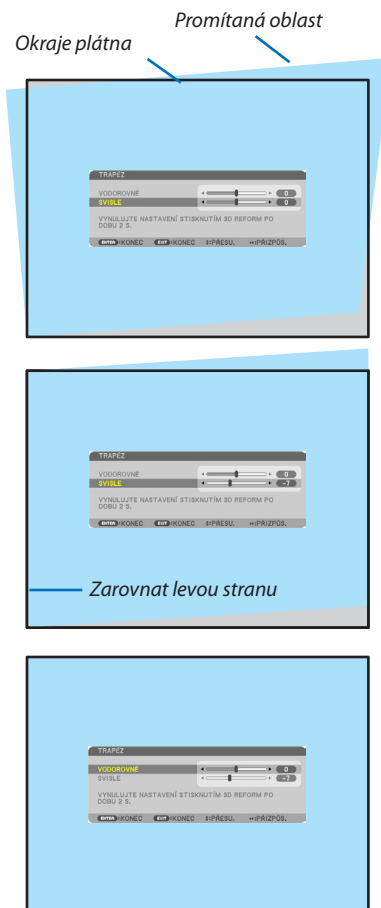 Promítaná oblast
Okraje plátna
TRAPÉZ
VODOROVNĚ 0
SVISLE 0
VYNULUJTE NASTAVENÍ STISKNUTÍM 3D REFORM PO
DOBU 2 S.
ENTER :KONEC EXIT :KONEC ↕:PŘESU. ↔:PŘIZPŮS.
TRAPÉZ
VODOROVNĚ 0
SVISLE -7
VYNULUJTE NASTAVENÍ STISKNUTÍM 3D REFORM PO
DOBU 2 S.
ENTER :KONEC EXIT :KONEC ↕:PŘESU. ↔:PŘIZPŮS.
Zarovnat levou stranu
TRAPÉZ
VODOROVNĚ 0
SVISLE -7
VYNULUJTE NASTAVENÍ STISKNUTÍM 3D REFORM PO
DOBU 2 S.
ENTER :KONEC EXIT :KONEC ↕:PŘESU. ↔:PŘIZPŮS.